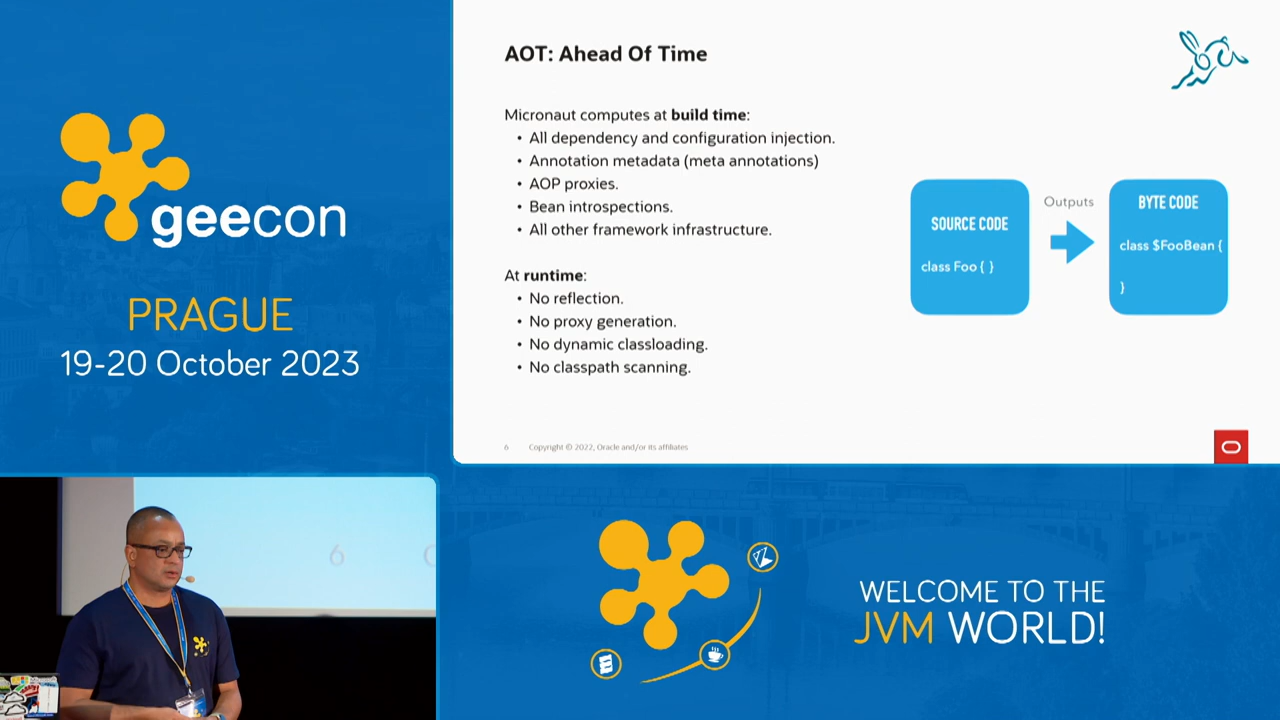 geecon
PRAGUE
19-20 October 2023
AOT: Ahead Of Time
Micronaut computes at build time:
• All dependency and configuration injection.
• Annotation metadata (meta annotations)
• AOP proxies.
• Bean introspections.
• All other framework infrastructure.
At runtime:
• No reflection.
• No proxy generation.
• No dynamic classloading.
• No classpath scanning.
SOURCE CODE
class Foo { }
Outputs
BYTE CODE
class $FooBean {
}
6 Copyright © 2022, Oracle and/or its affiliates
6
WELCOME TO THE
JVM WORLD!